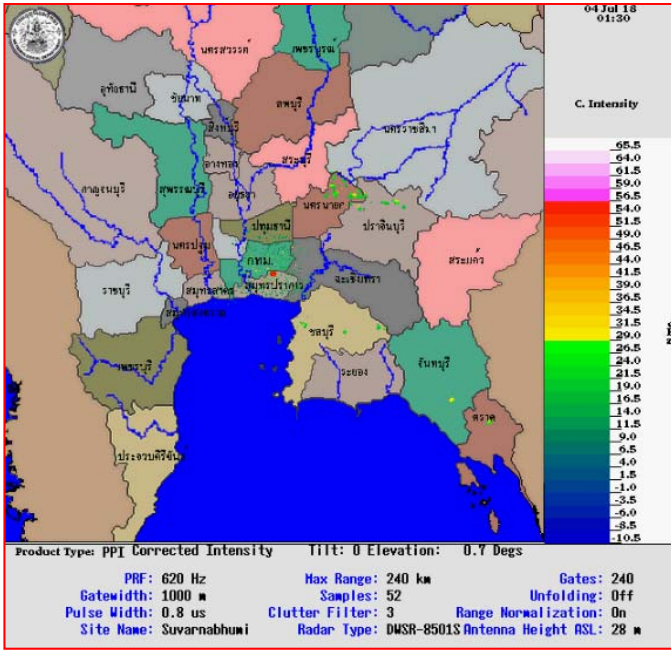 04 Jul 18
01:30
C. Intensity
นครสวรรค์
เพชรบูรณ์
อุทัยธานี
ชัยนาท
ลพบุรี
สิงหบุรี
นครราชสีมา
อ่างทอง
สระบุรี
กาญจนบุรี
สุพรรณบุรี
อยุธยา
นครนายก
ปราจีนบุรี
ปทุมธานี
นครปฐม
กทม.
สระแก้ว
ราชบุรี
สมุทรสาคร
สมุทรปราการ
ฉะเชิงเทรา
ชลบุรี
เพชรบุรี
ระยอง
จันทบุรี
ตราด
ประจวบคีรีขันธ์
65.5
64.0
61.5
59.0
56.5
54.0
51.5
49.0
46.5
44.0
41.5
39.0
36.5
34.0
31.5
29.0
26.5
24.0
21.5
19.0
16.5
14.0
11.5
9.0
6.5
4.0
1.5
-1.0
-3.5
-6.0
-8.5
-10.5
Product Type: PPI Corrected Intensity Tilt: 0 Elevation: 0.7 Degs
PRF: 620 Hz Max Range: 240 km Gates: 240
Gatewidth: 1000 m Samples: 52 Unfolding: Off
Pulse Width: 0.8 us Clutter Filter: 3 Range Normalization: On
Site Name: Suvarnabhumi Radar Type: DWSR-8501S Antenna Height ASL: 28 m